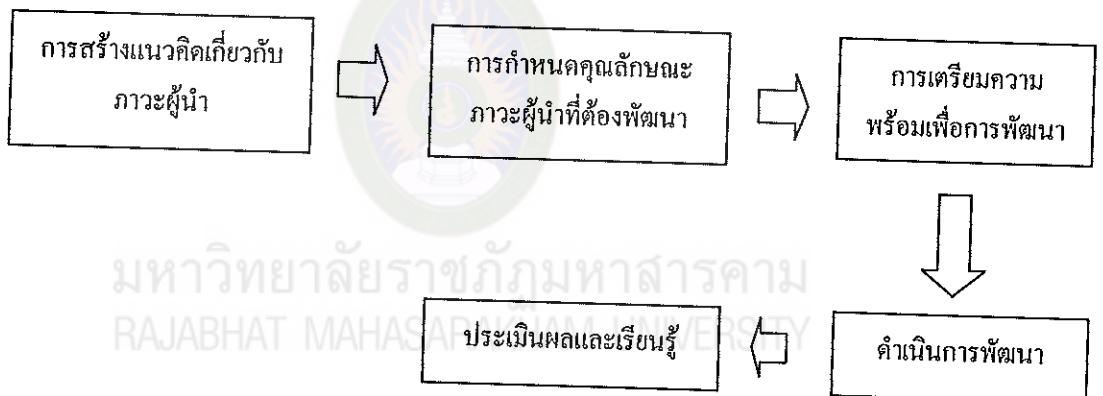 การสร้างแนวคิดเกี่ยวกับ
ภาวะผู้นำ
การกำหนดคุณลักษณะ
ภาวะผู้นำที่ต้องพัฒนา
การเตรียมความ
พร้อมเพื่อการพัฒนา
ดำเนินการพัฒนา
ประเมินผลและเรียนรู้
มหาวิทยาลัยราชภัฏมหาสารคาม
RAJABHAT MAHASARAKHAM UNIVERSITY